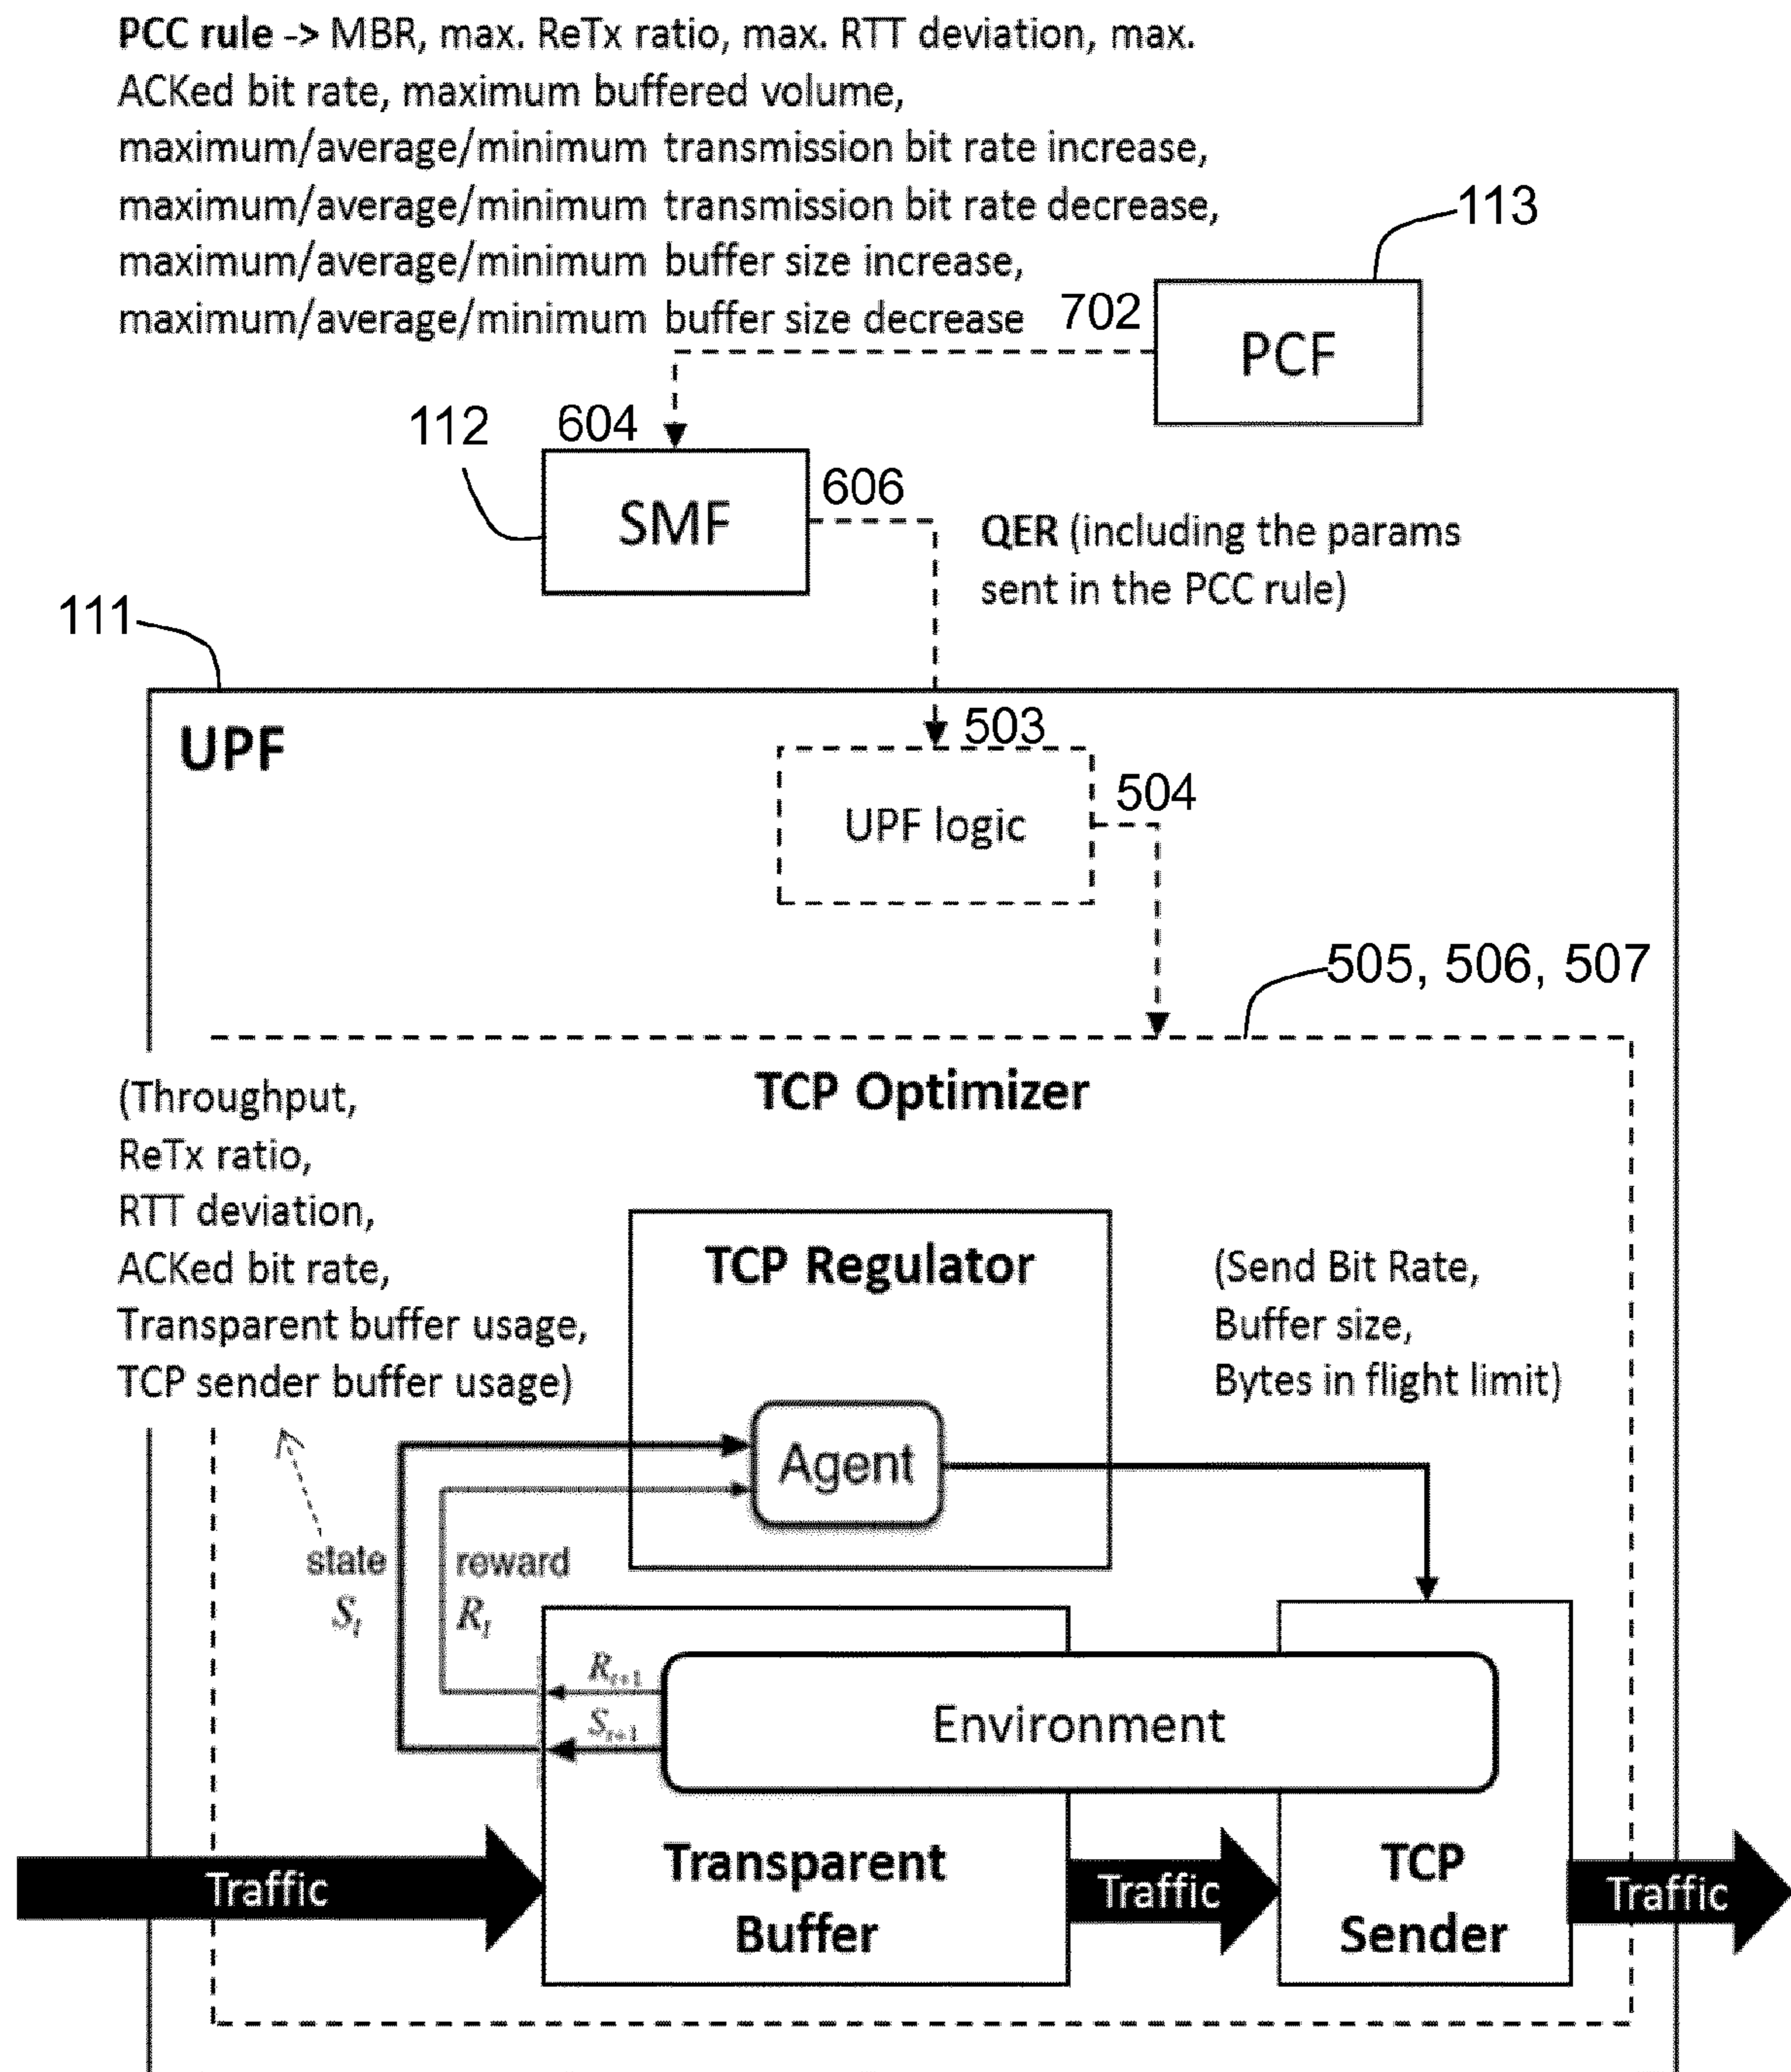 PCC rule -> MBR, max. ReTx ratio, max. RTT deviation, max.
ACKed bit rate, maximum buffered volume,
maximum/average/minimum transmission bit rate increase,
maximum/average/minimum transmission bit rate decrease,
maximum/average/minimum buffer size increase,
maximum/average/minimum buffer size decrease
113
702
PCF
112
604
SMF
606
QER (including the params
sent in the PCC rule)
111
UPF
503
UPF logic
504
505, 506, 507
TCP Optimizer
(Throughput,
ReTx ratio,
RTT deviation,
ACKed bit rate,
Transparent buffer usage,
TCP sender buffer usage)
TCP Regulator
(Send Bit Rate,
Buffer size,
Bytes in flight limit)
Agent
state
St
reward
Rt
Rt+1
St+1
Environment
Traffic
Transparent
Buffer
Traffic
TCP
Sender
Traffic